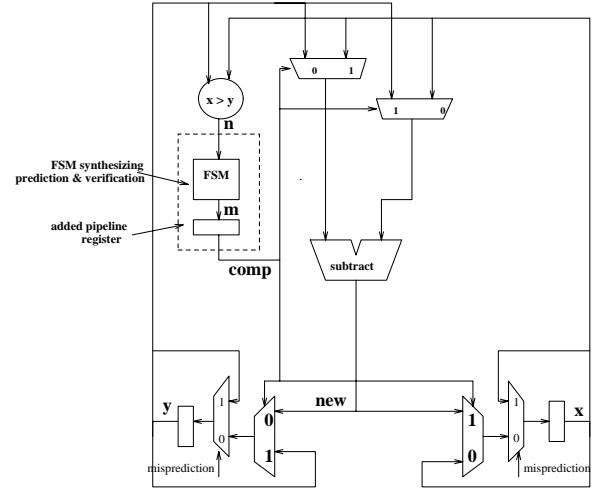 0 1
1 0
x > y
n
FSM synthesizing
prediction & verification
FSM
m
added pipeline
register
comp
subtract
y
1
0
0
1
new
1
0
1
0
x
misprediction
misprediction